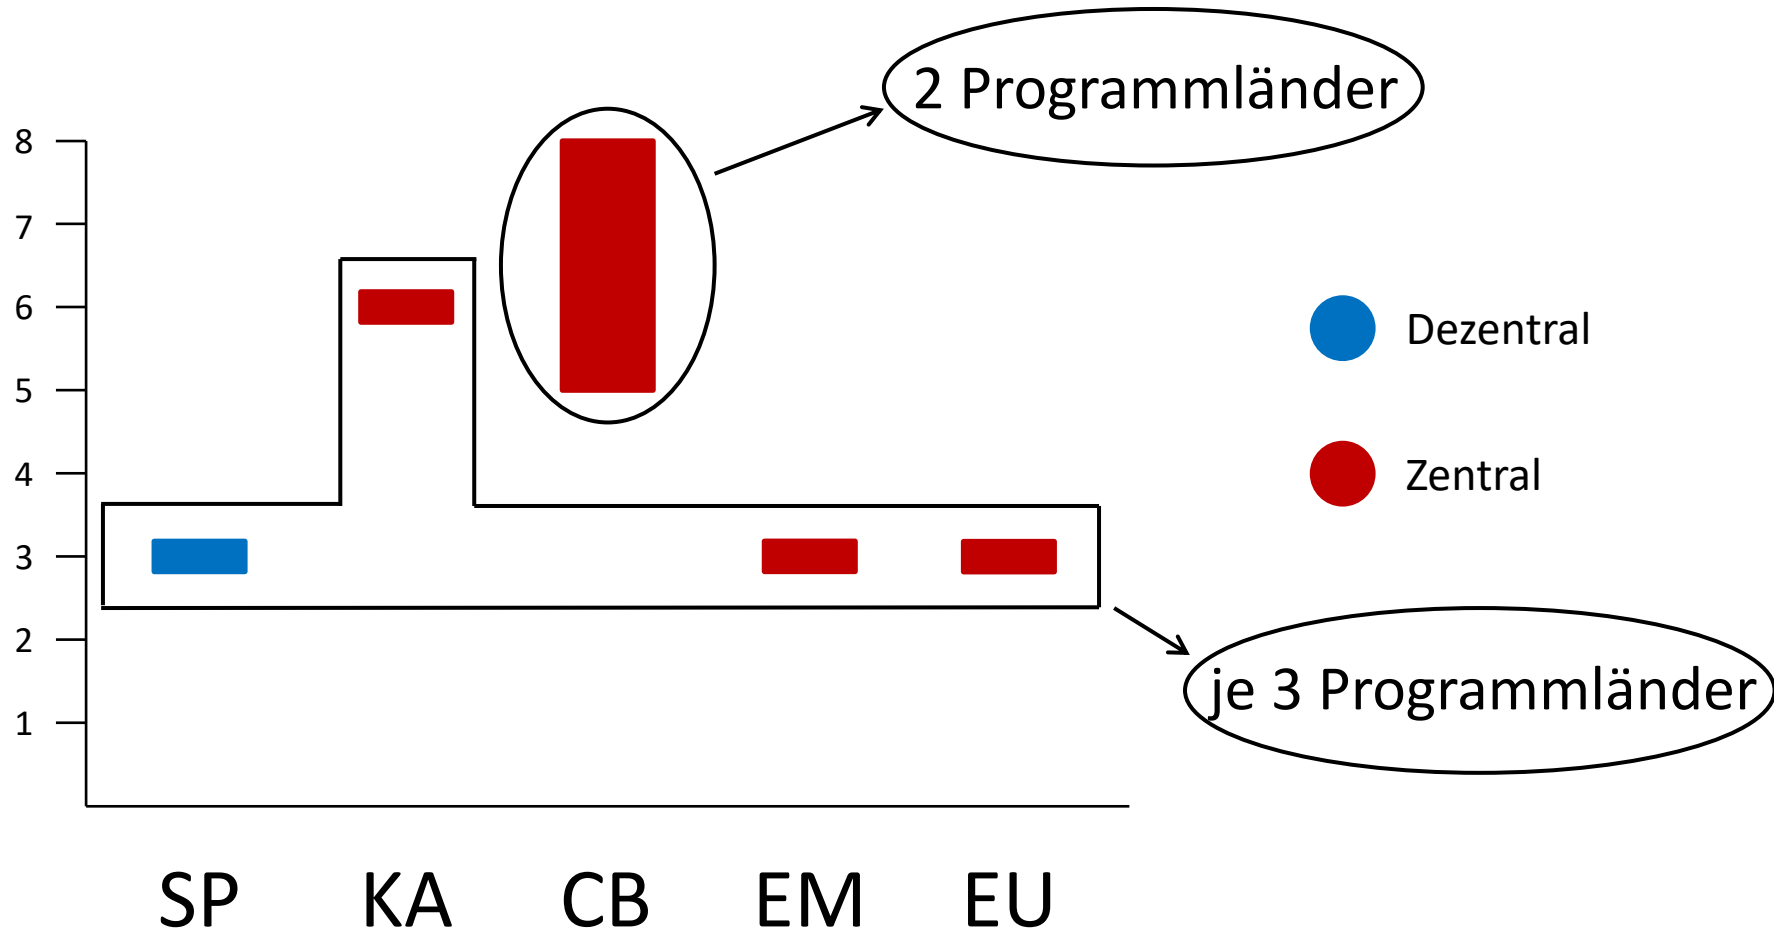 2 Programmländer
8
7
6
5
4
3
2
1
Dezentral
Zentral
je 3 Programmländer
SP KA CB EM EU